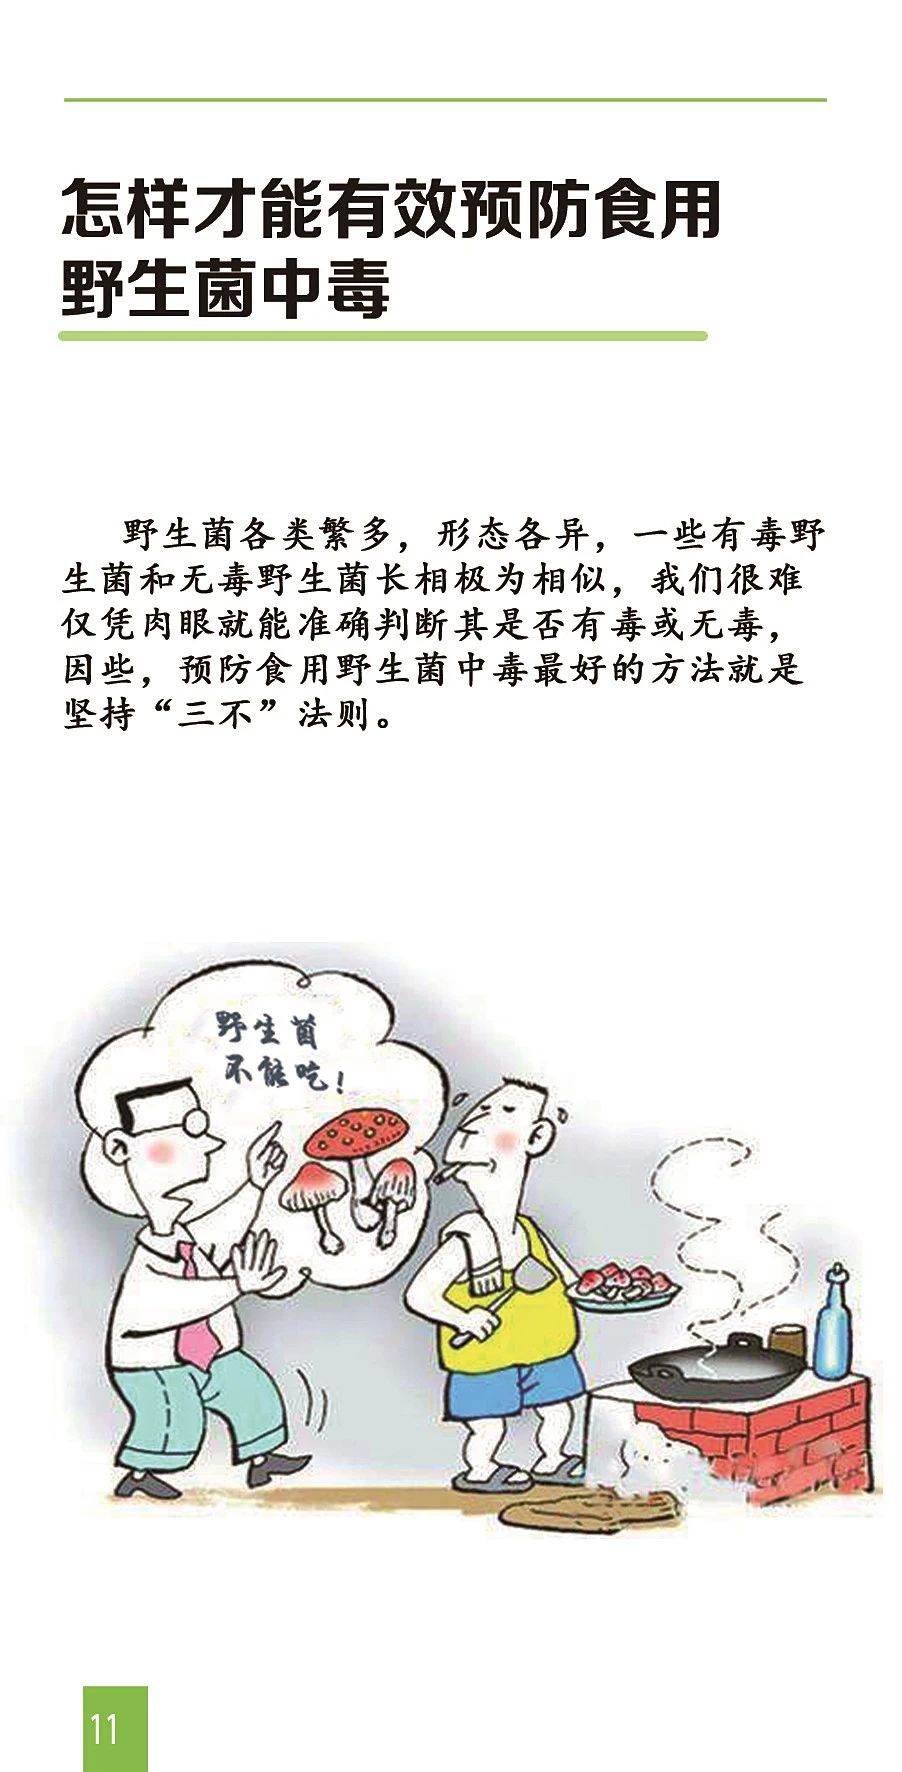 怎样才能有效预防食用
野生菌中毒
野生菌各类繁多，形态各异，一些有毒野
生菌和无毒野生菌长相极为相似，我们很难
仅凭肉眼就能准确判断其是否有毒或无毒，
因些，预防食用野生菌中毒最好的方法就是
坚持“三不”法则。
野生菌
不能吃！
11